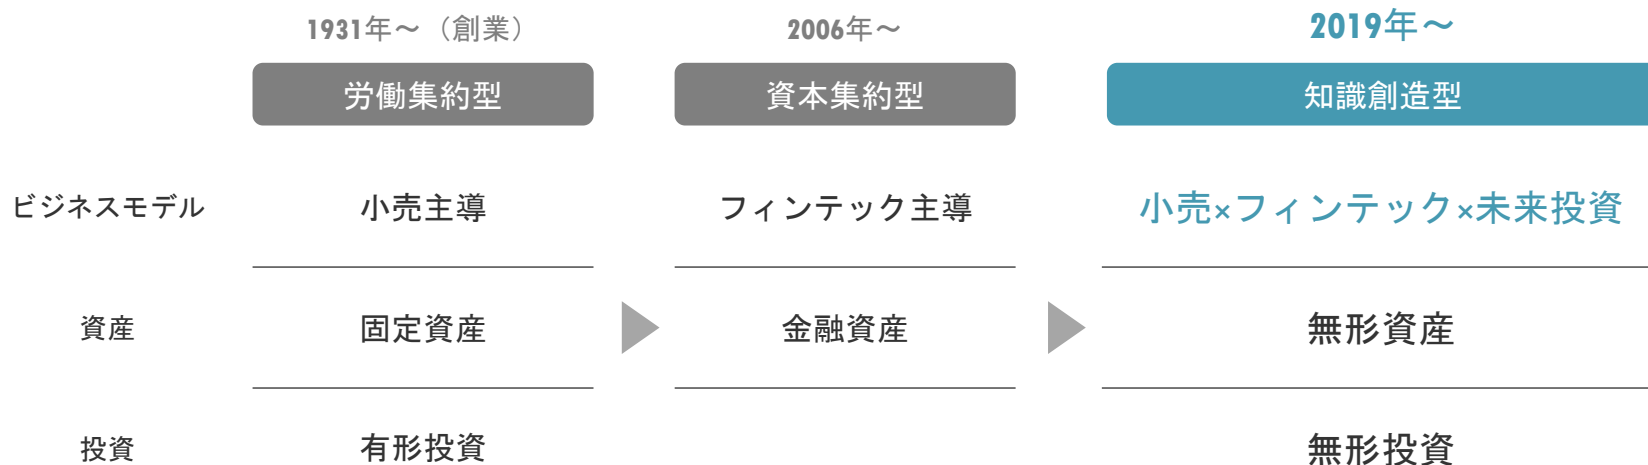 1931年～（創業） 2006年～ 2019年～
労働集約型 資本集約型 知識創造型
ビジネスモデル 小売主導 フィンテック主導 小売×フィンテック×未来投資
資産 固定資産 金融資産 無形資産
投資 有形投資 無形投資